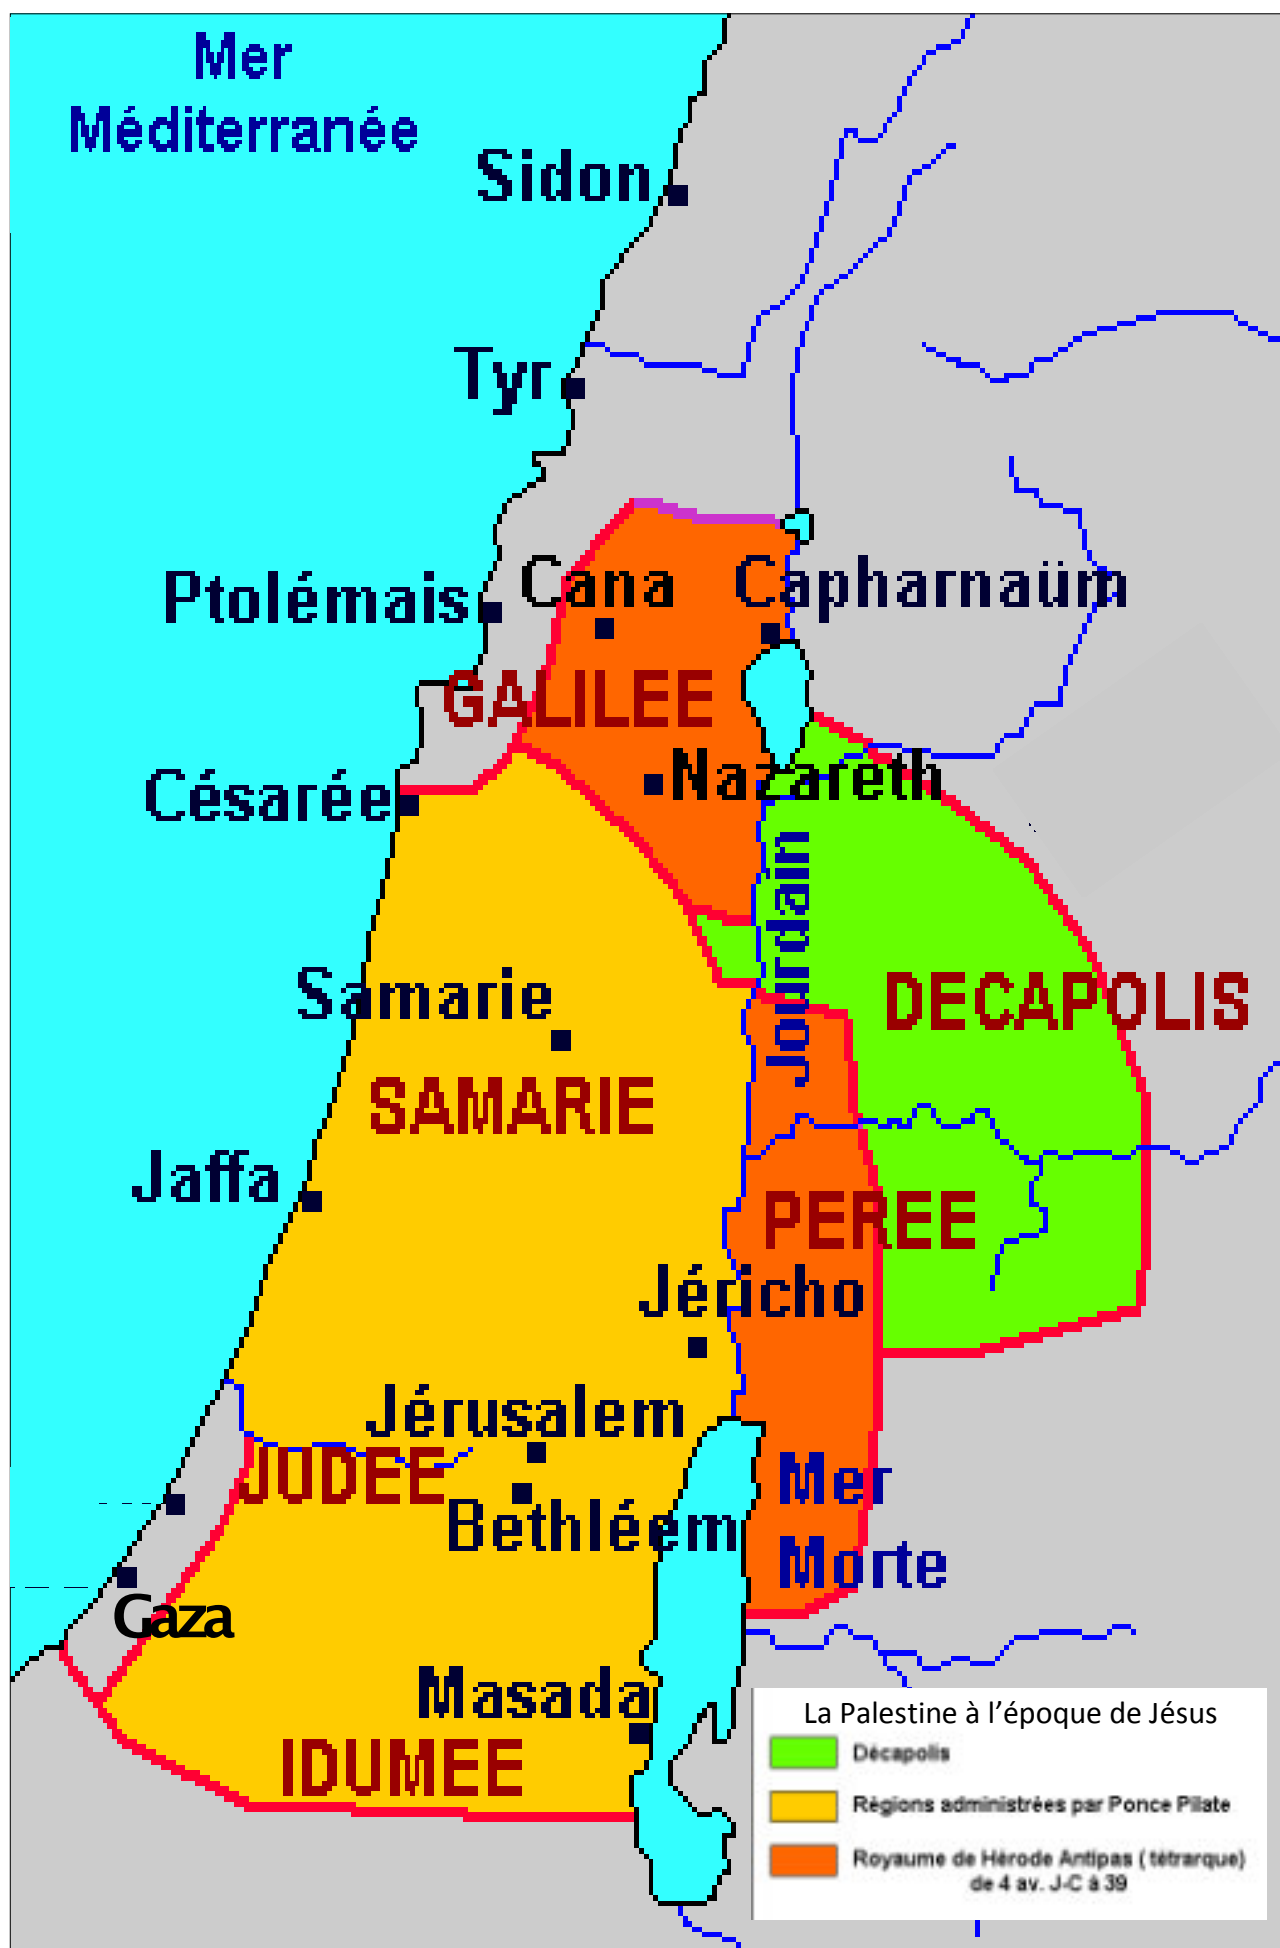 Mer
Méditerranée
Sidon
Tyr
Ptolémais
Cana
Capharnaüm
GALILEE
Nazareth
Césarée
Jourdain
Samarie
DECAPOLIS
SAMARIE
Jaffa
PEREE
Jéricho
Jérusalem
JUDEE
Mer
Morte
Bethléem
Gaza
Masada
IDUMEE
La Palestine à l'époque de Jésus
Décapolis
Règions administrées par Ponce Pilate
Royaume de Hérode Antipas ( tétrarque)
de 4 av. J-C à 39